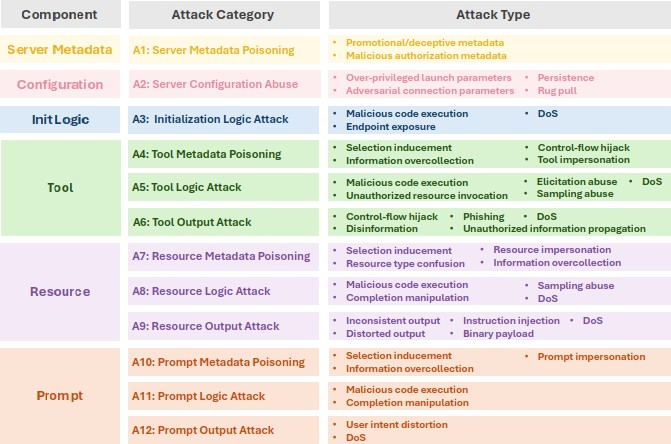 Component Attack Category Attack Type
Server Metadata A1: Server Metadata Poisoning
• Promotional/deceptive metadata
• Malicious authorization metadata
Configuration A2: Server Configuration Abuse
• Over-privileged launch parameters • Persistence
• Adversarial connection parameters • Rug pull
Init Logic A3: Initialization Logic Attack
• Malicious code execution • DoS
• Endpoint exposure
Tool
A4: Tool Metadata Poisoning
• Selection inducement • Control-flow hijack
• Information overcollection • Tool impersonation
A5: Tool Logic Attack
• Malicious code execution • Elicitation abuse • DoS
• Unauthorized resource invocation • Sampling abuse
A6: Tool Output Attack
• Control-flow hijack • Phishing • DoS
• Disinformation • Unauthorized information propagation
Resource
A7: Resource Metadata Poisoning
• Selection inducement • Resource impersonation
• Resource type confusion • Information overcollection
A8: Resource Logic Attack
• Malicious code execution • Sampling abuse
• Completion manipulation • DoS
A9: Resource Output Attack
• Inconsistent output • Instruction injection • DoS
• Distorted output • Binary payload
Prompt
A10: Prompt Metadata Poisoning
• Selection inducement • Prompt impersonation
• Information overcollection
A11: Prompt Logic Attack
• Malicious code execution
• Completion manipulation
A12: Prompt Output Attack
• User intent distortion
• DoS